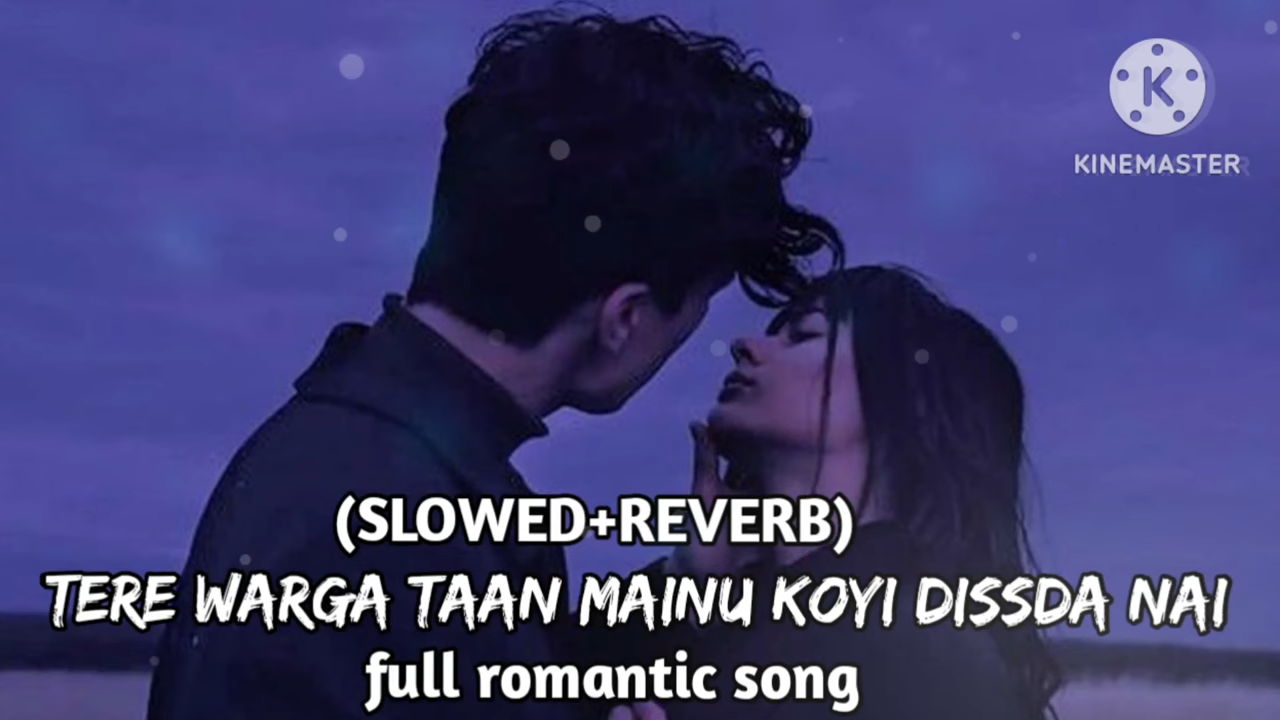 K
KINEMASTER
(SLOWED+REVERB)
TERE WARGA TAAN MAINU KOYI DISSDA NAI
full romantic song